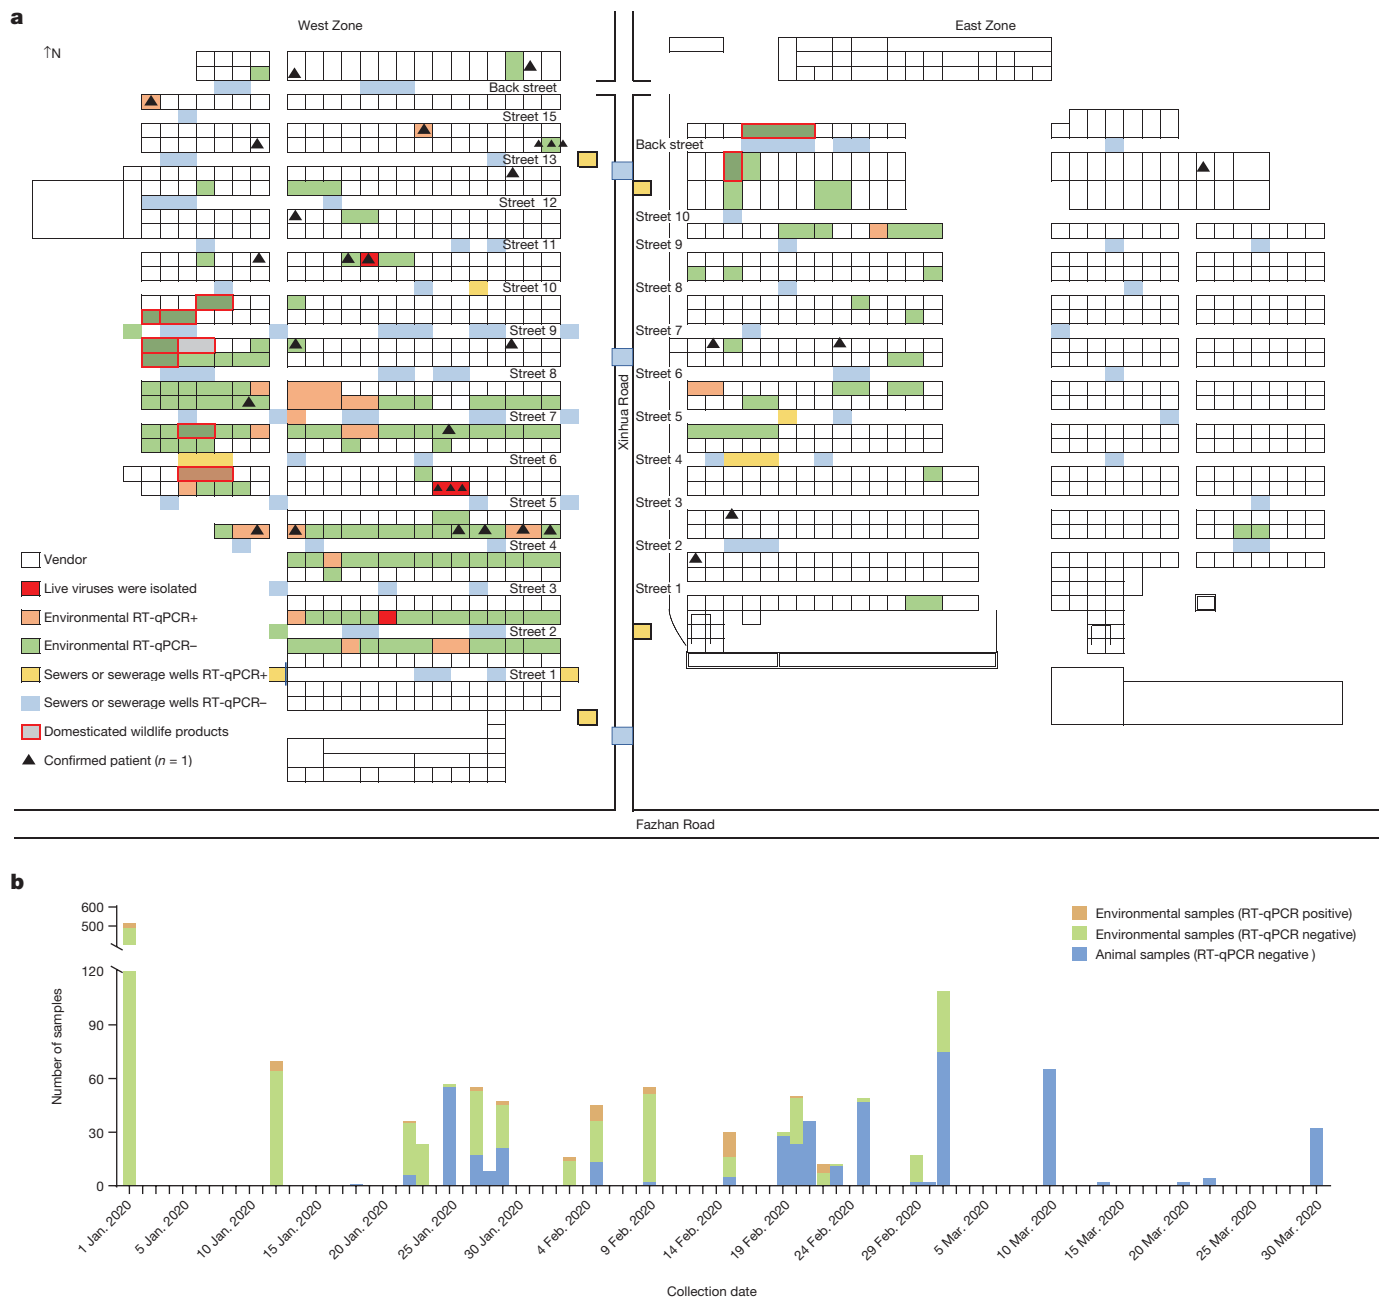 a
West Zone
East Zone
↑N
Back street
Street 15
Street 13
Street 12
Street 11
Street 10
Street 9
Street 8
Street 7
Street 6
Street 5
Street 4
Street 3
Street 2
Street 1
Xinhua Road
Back street
Street 10
Street 9
Street 8
Street 7
Street 6
Street 5
Street 4
Street 3
Street 2
Street 1
Vendor
Live viruses were isolated
Environmental RT-qPCR+
Environmental RT-qPCR–
Sewers or sewerage wells RT-qPCR+
Sewers or sewerage wells RT-qPCR–
Domesticated wildlife products
Confirmed patient (n = 1)
Fazhan Road
b
600
500
120
90
60
30
0
Number of samples
Environmental samples (RT-qPCR positive)
Environmental samples (RT-qPCR negative)
Animal samples (RT-qPCR negative )
1 Jan. 2020
5 Jan. 2020
10 Jan. 2020
15 Jan. 2020
20 Jan. 2020
25 Jan. 2020
30 Jan. 2020
4 Feb. 2020
9 Feb. 2020
14 Feb. 2020
19 Feb. 2020
24 Feb. 2020
29 Feb. 2020
5 Mar. 2020
10 Mar. 2020
15 Mar. 2020
20 Mar. 2020
25 Mar. 2020
30 Mar. 2020
Collection date